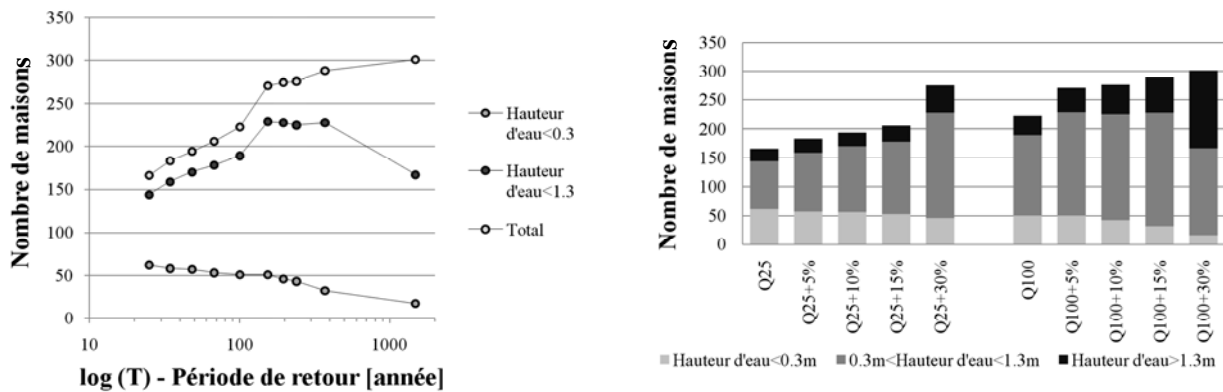 350
300
250
200
150
100
50
0
Nombre de maisons
10 100 1000
log (T) - Période de retour [année]
Hauteur
d'eau<0.3
Hauteur
d'eau<1.3
Total
350
300
250
200
150
100
50
0
Nombre de maisons
Q25
Q25+5%
Q25+10%
Q25+15%
Q25+30%
Q100
Q100+5%
Q100+10%
Q100+15%
Q100+30%
Hauteur d'eau<0.3m 0.3m<Hauteur d'eau<1.3m Hauteur d'eau>1.3m